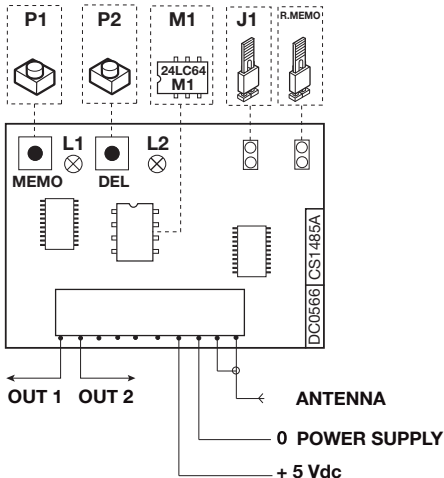 P1 P2 M1 J1 R.MEMO
24LC64
M1
L1 L2
MEMO DEL
DC0566 CS1485A
OUT 1 OUT 2
ANTENNA
0 POWER SUPPLY
+ 5 Vdc